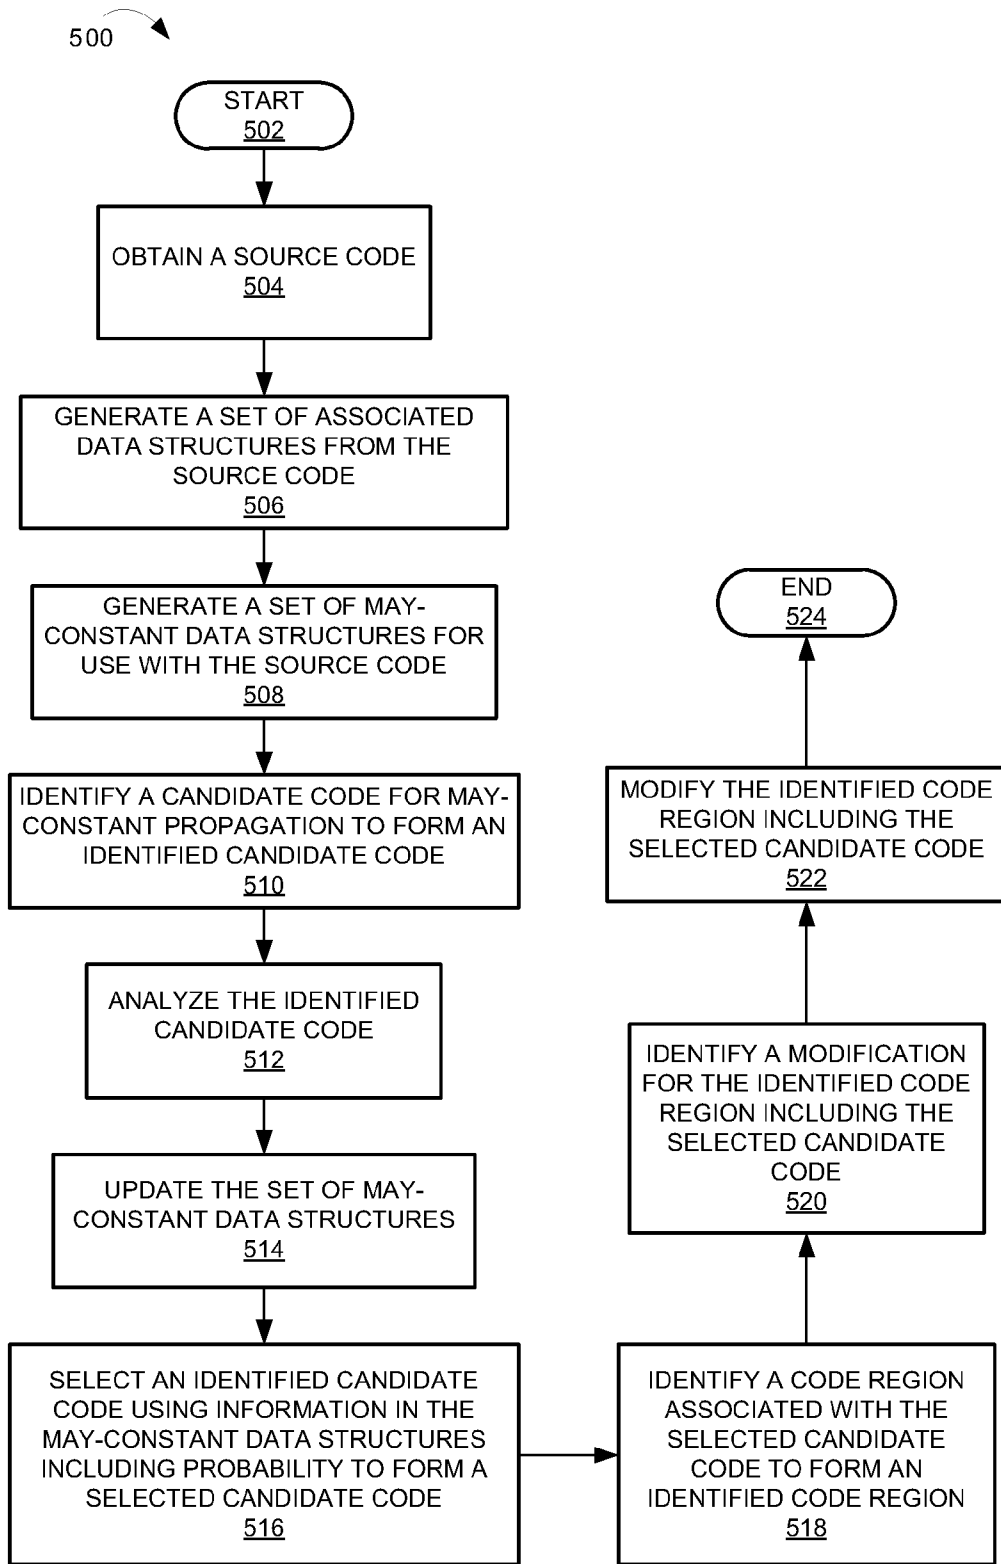 500
START
502
OBTAIN A SOURCE CODE
504
GENERATE A SET OF ASSOCIATED
DATA STRUCTURES FROM THE
SOURCE CODE
506
GENERATE A SET OF MAY-
CONSTANT DATA STRUCTURES FOR
USE WITH THE SOURCE CODE
508
IDENTIFY A CANDIDATE CODE FOR MAY-
CONSTANT PROPAGATION TO FORM AN
IDENTIFIED CANDIDATE CODE
510
ANALYZE THE IDENTIFIED
CANDIDATE CODE
512
UPDATE THE SET OF MAY-
CONSTANT DATA STRUCTURES
514
SELECT AN IDENTIFIED CANDIDATE
CODE USING INFORMATION IN THE
MAY-CONSTANT DATA STRUCTURES
INCLUDING PROBABILITY TO FORM A
SELECTED CANDIDATE CODE
516
IDENTIFY A CODE REGION
ASSOCIATED WITH THE
SELECTED CANDIDATE
CODE TO FORM AN
IDENTIFIED CODE REGION
518
IDENTIFY A MODIFICATION
FOR THE IDENTIFIED CODE
REGION INCLUDING THE
SELECTED CANDIDATE
CODE
520
MODIFY THE IDENTIFIED CODE
REGION INCLUDING THE
SELECTED CANDIDATE CODE
522
END
524